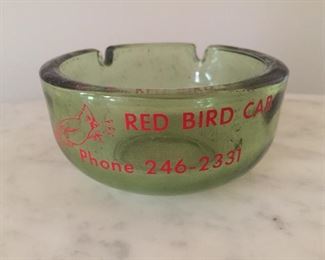 RED BIRD CAB
Phone 246-2331